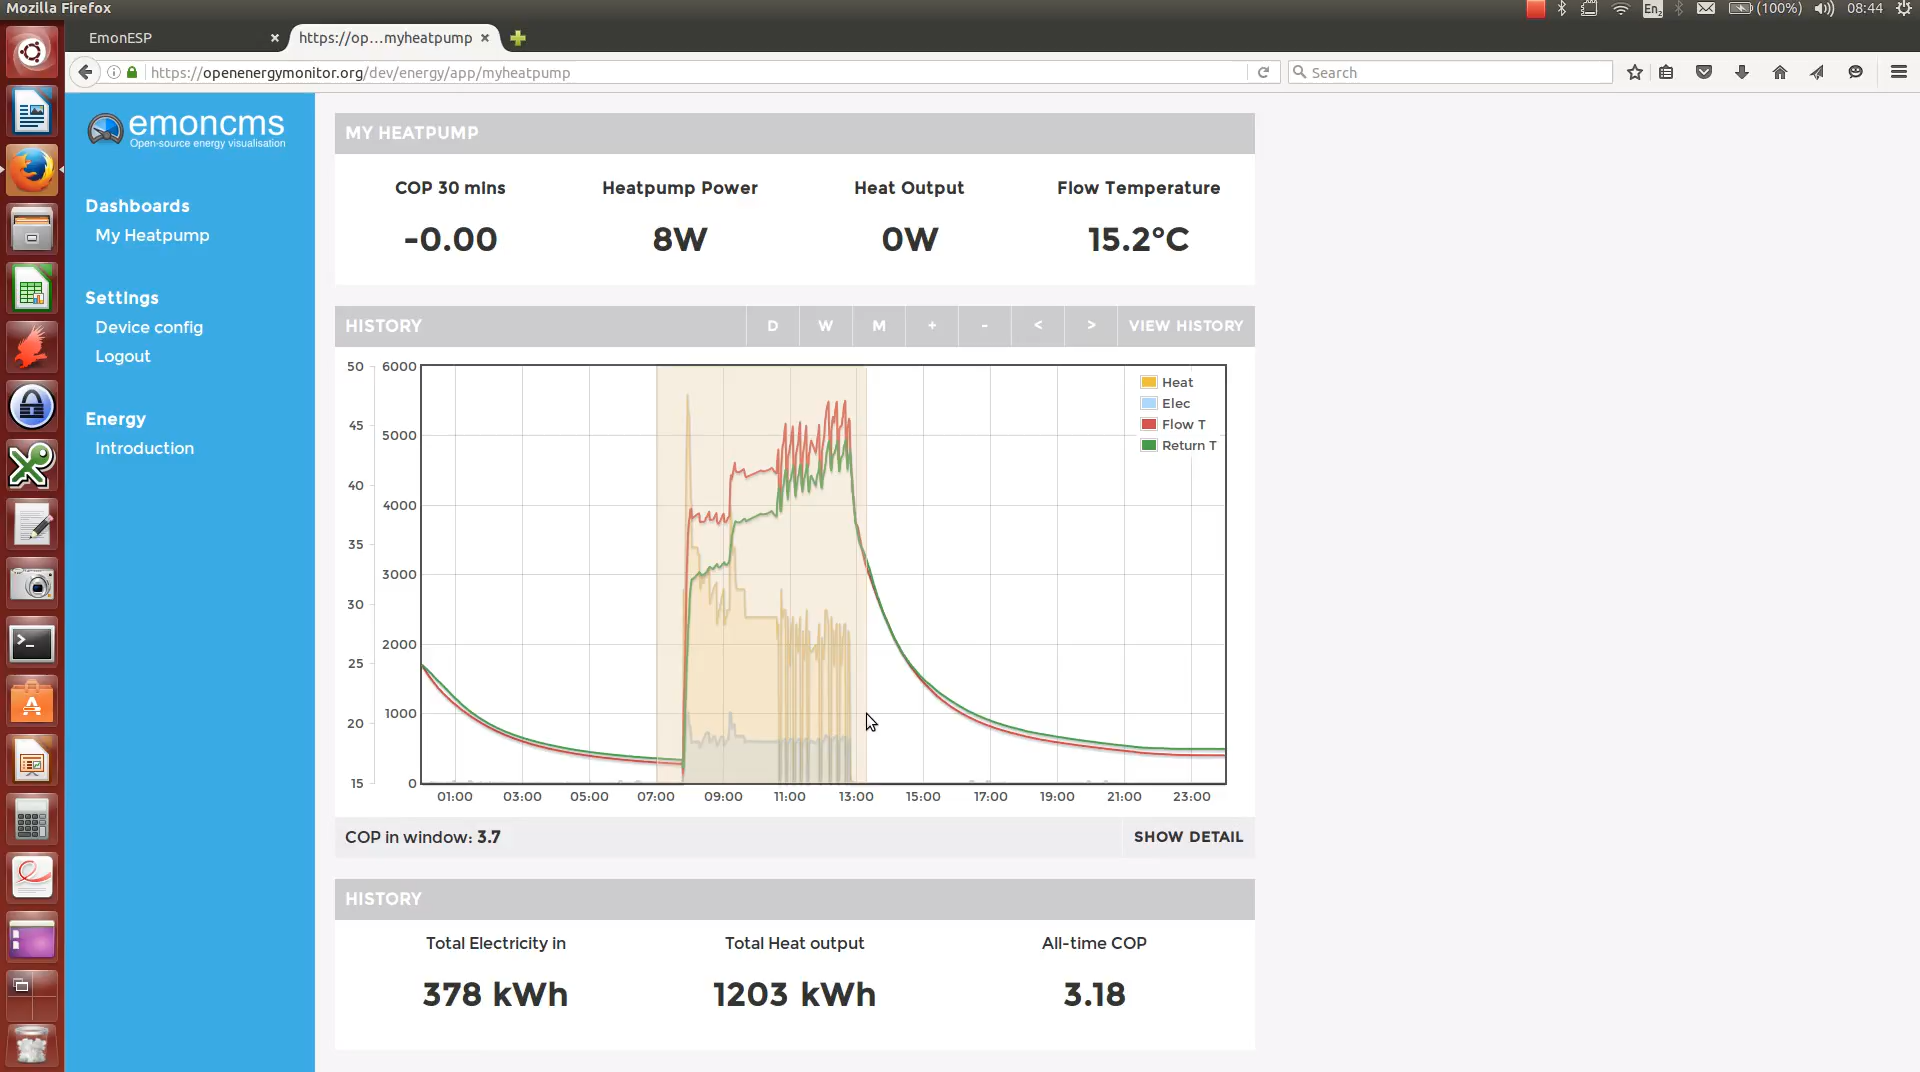 Mozilla Firefox
En2
(100%)
08:44
EmonESP
https://op...myheatpump
https://openenergymonitor.org/dev/energy/app/myheatpump
Search
emoncms
Open-source energy visualisation
Dashboards
My Heatpump
Settings
Device config
Logout
Energy
Introduction
MY HEATPUMP
COP 30 mins
Heatpump Power
Heat Output
Flow Temperature
-0.00
8W
0W
15.2°C
HISTORY
D
W
M
+
-
<
>
VIEW HISTORY
50
45
40
35
30
25
20
15
6000
5000
4000
3000
2000
1000
0
Heat
Elec
Flow T
Return T
01:00
03:00
05:00
07:00
09:00
11:00
13:00
15:00
17:00
19:00
21:00
23:00
COP in window: 3.7
SHOW DETAIL
HISTORY
Total Electricity in
Total Heat output
All-time COP
378 kWh
1203 kWh
3.18